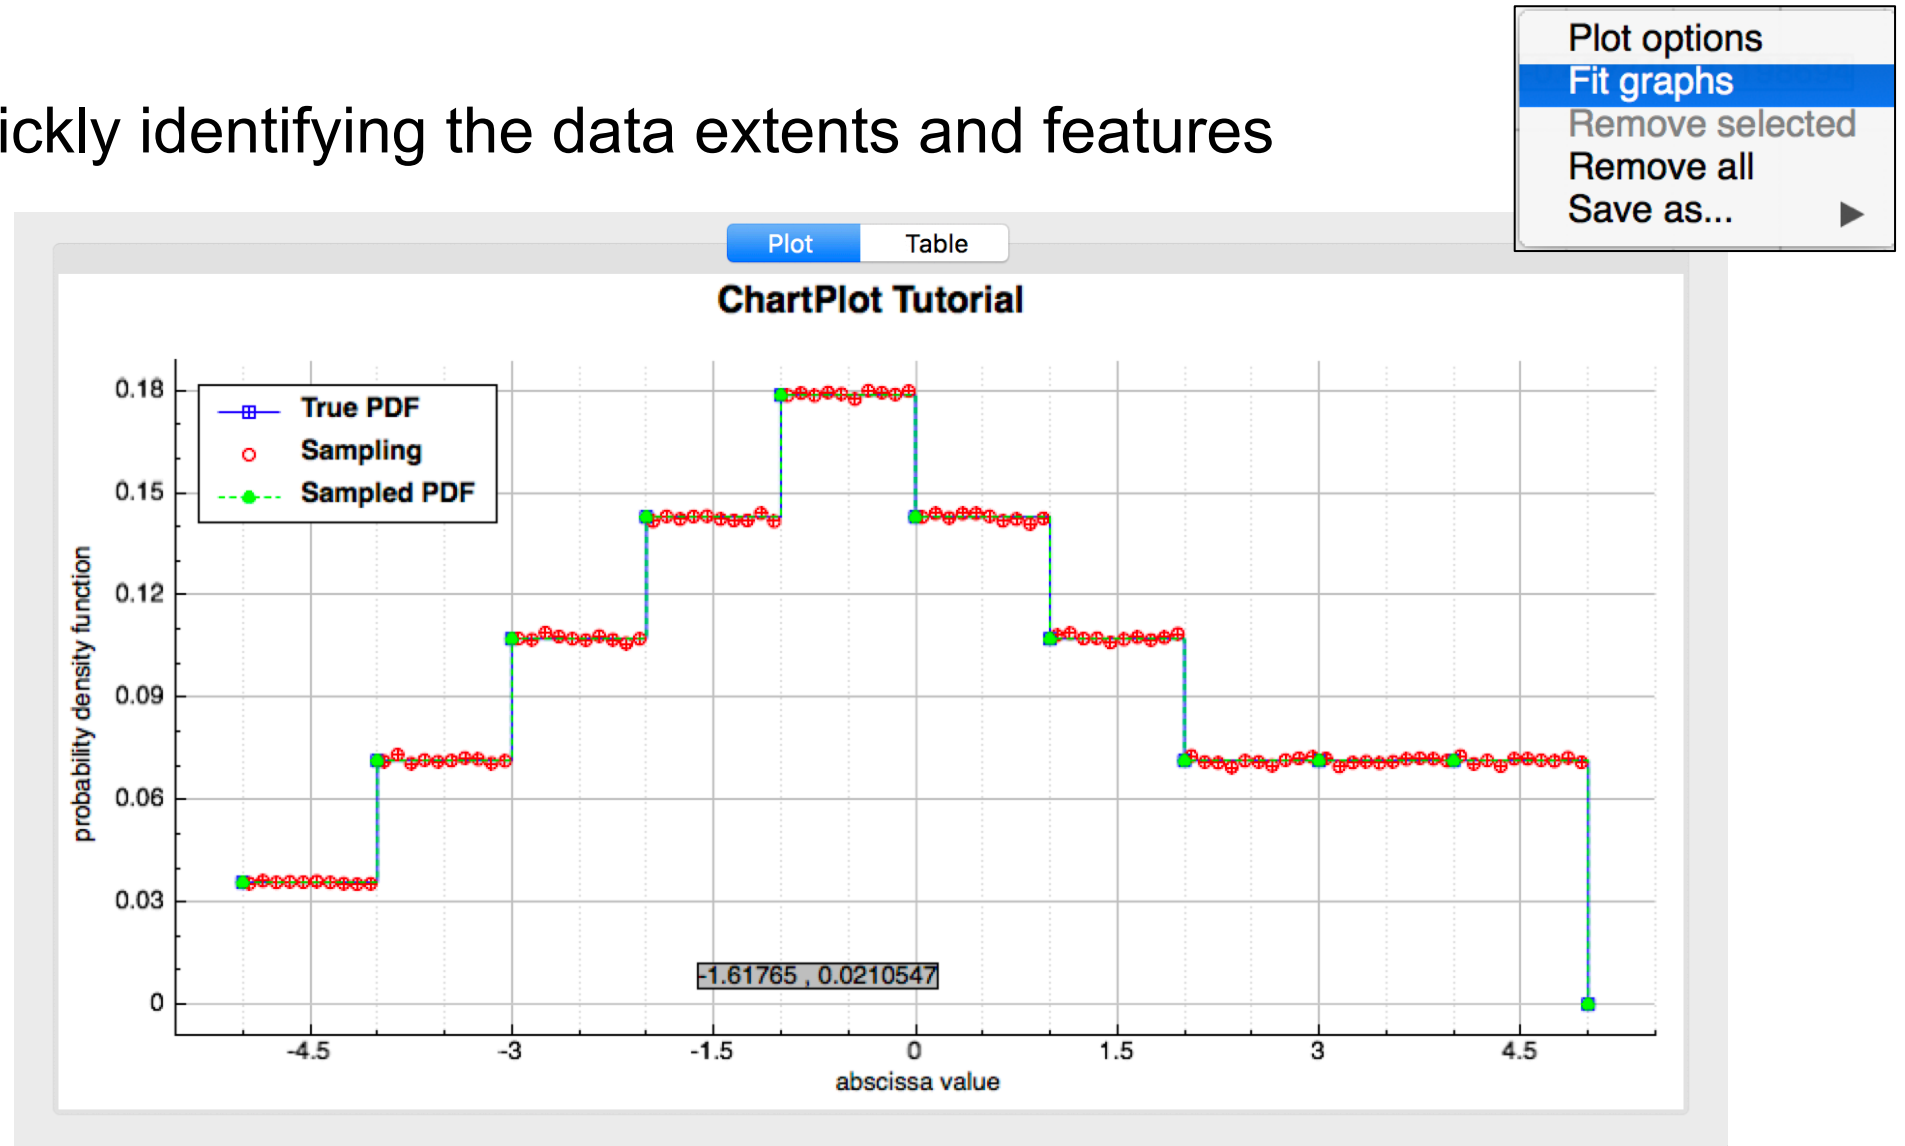 Plot options
Fit graphs
Remove selected
Remove all
Save as...
ickly identifying the data extents and features
Plot Table
ChartPlot Tutorial
0.18
0.15
0.12
0.09
0.06
0.03
0
probability density function
True PDF
Sampling
Sampled PDF
-1.61765 , 0.0210547
-4.5 -3 -1.5 0 1.5 3 4.5
abscissa value